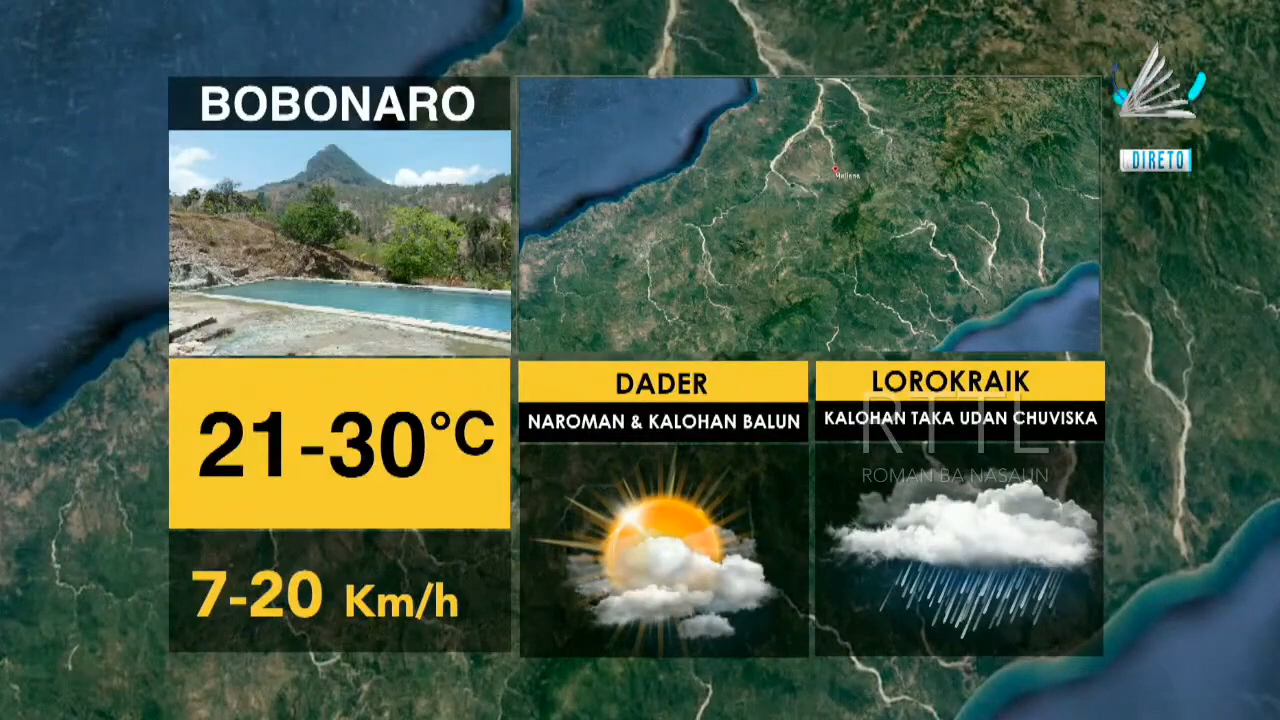 BOBONARO
Maliana
DIRETO
21-30°C
7-20 Km/h
DADER
NAROMAN & KALOHAN BALUN
LOROKRAIK
KALOHAN TAKA UDAN CHUVISKA
RTTL
ROMAN BA NASAUN